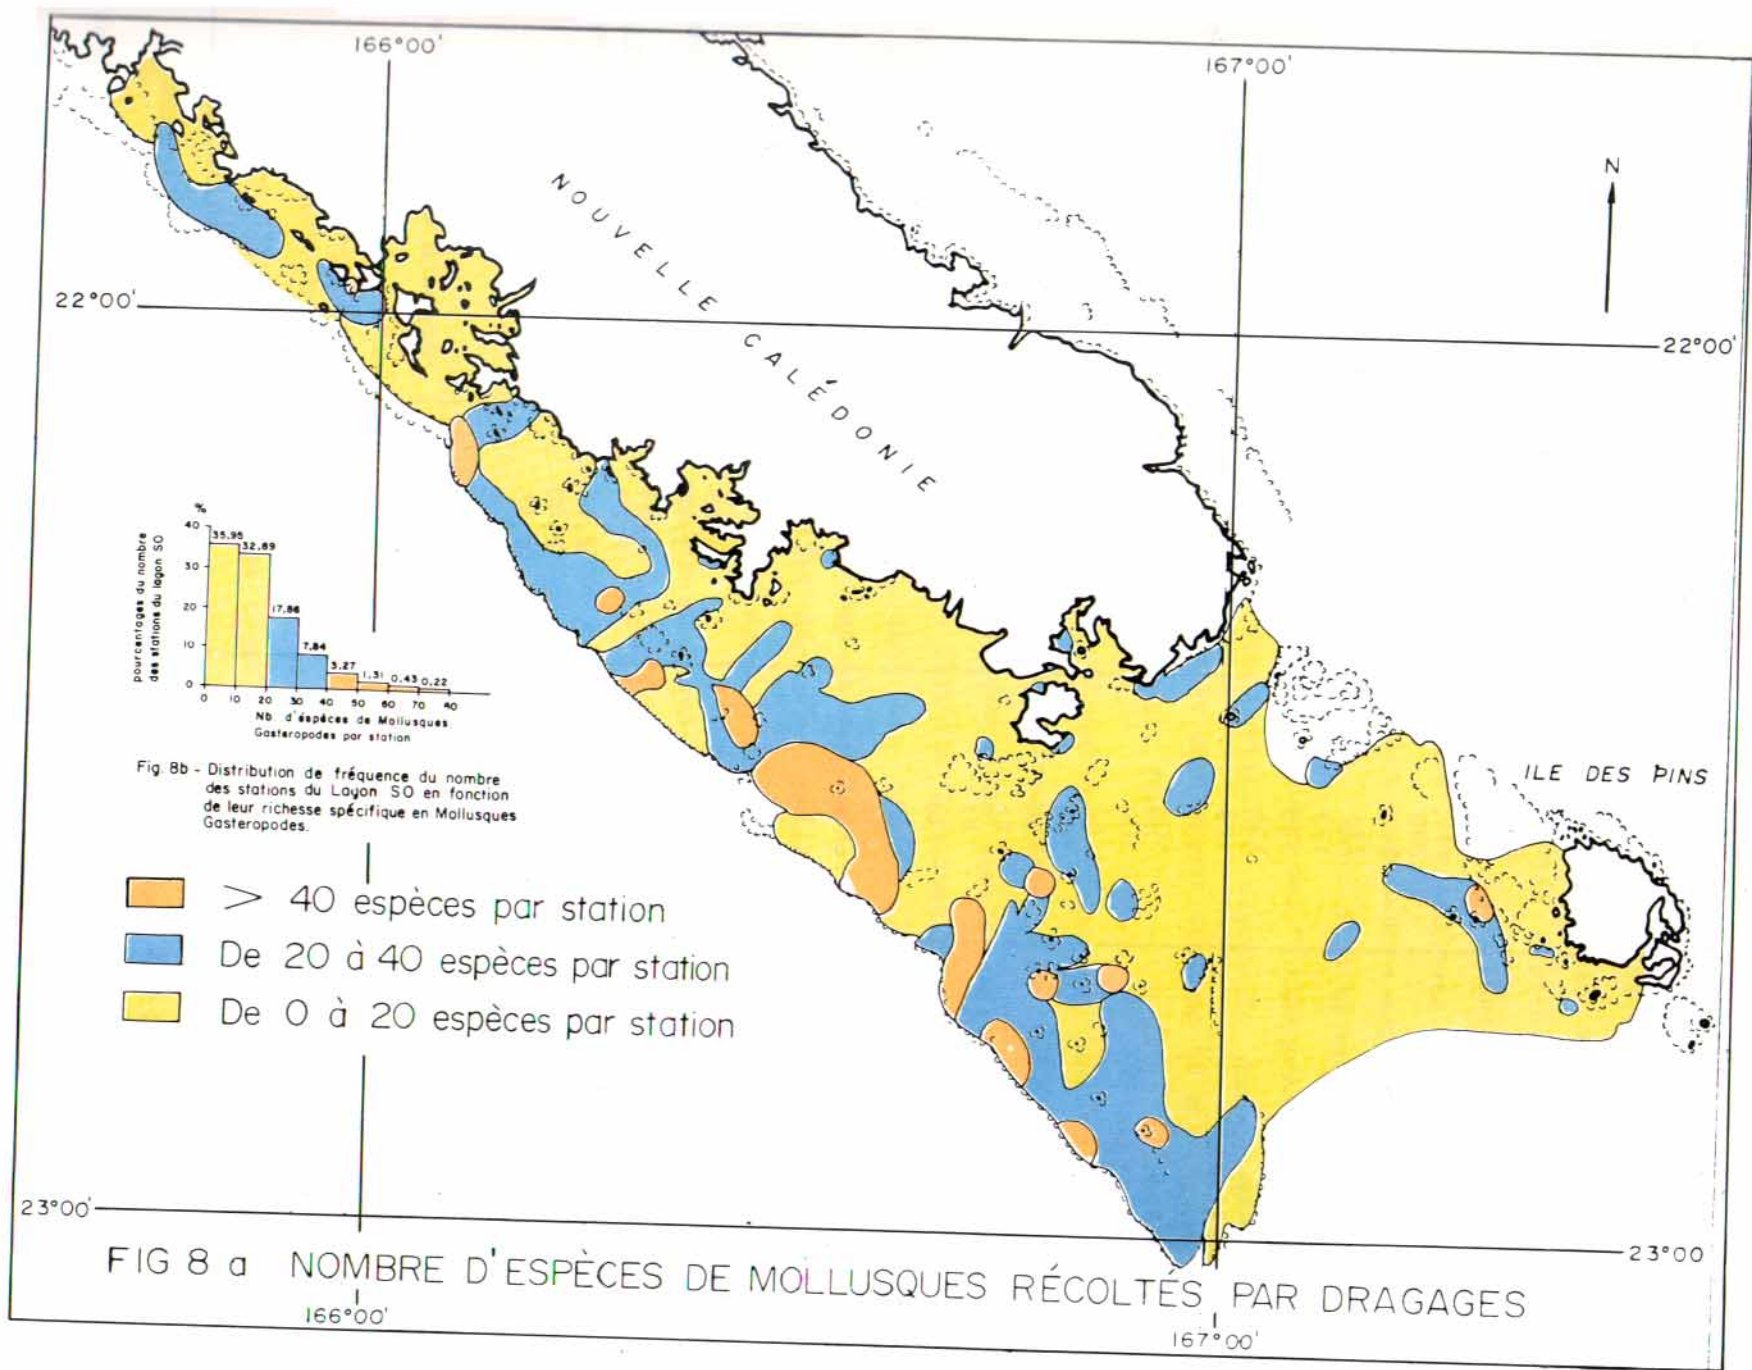 166°00'
167°00'
N
NOUVELLE CALÉDONIE
22°00'
22°00'
%
pourcentages du nombre
des stations du lagon SO
40
30
20
10
0
35,95
32,89
17,86
7,84
3,27
1,31
0,43
0,22
0 10 20 30 40 50 60 70 80
Nb. d'espèces de Mollusques
Gasteropodes par station
Fig. 8b - Distribution de fréquence du nombre
des stations du Lagon SO en fonction
de leur richesse spécifique en Mollusques
Gasteropodes.
ILE DES PINS
> 40 espèces par station
De 20 à 40 espèces par station
De 0 à 20 espèces par station
23°00'
23°00
FIG 8 a NOMBRE D'ESPÈCES DE MOLLUSQUES RÉCOLTÉS PAR DRAGAGES
166°00'
167°00'